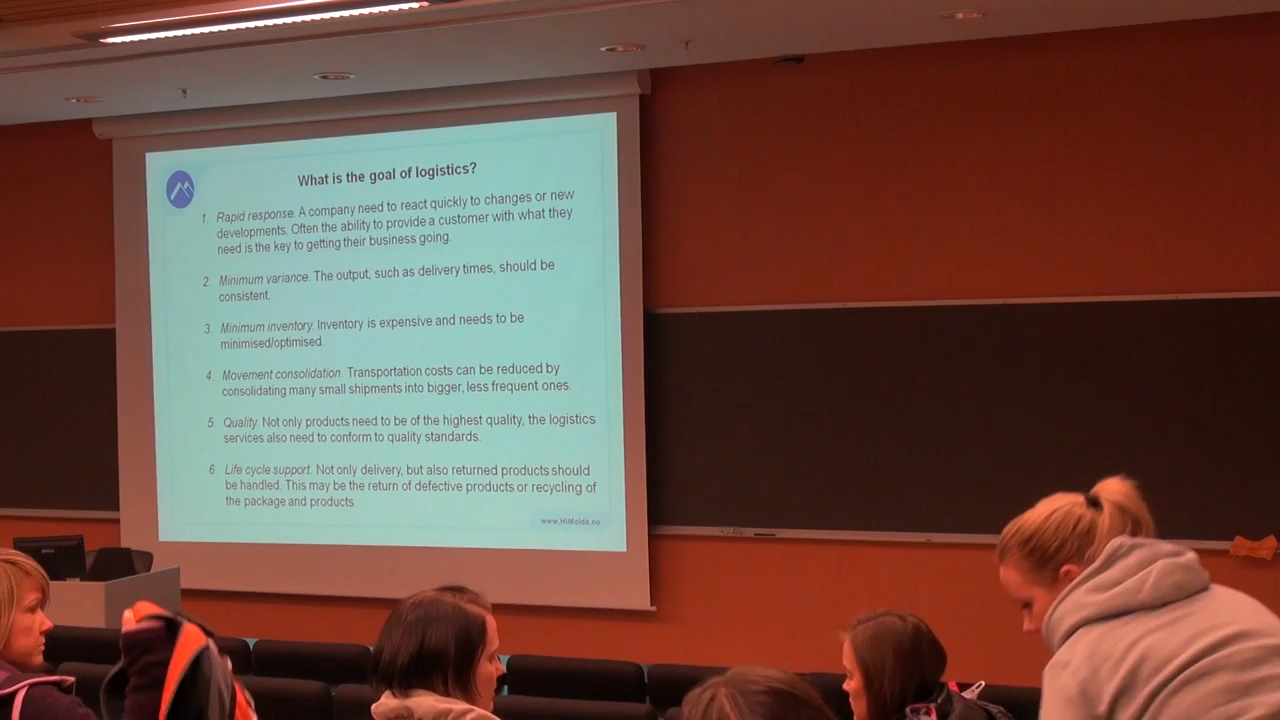 What is the goal of logistics?
1. Rapid response. A company need to react quickly to changes or new
developments. Often the ability to provide a customer with what they
need is the key to getting their business going.
2. Minimum variance. The output, such as delivery times, should be
consistent.
3. Minimum inventory. Inventory is expensive and needs to be
minimised/optimised.
4. Movement consolidation. Transportation costs can be reduced by
consolidating many small shipments into bigger, less frequent ones.
5. Quality. Not only products need to be of the highest quality, the logistics
services also need to conform to quality standards.
6. Life cycle support. Not only delivery, but also returned products should
be handled. This may be the return of defective products or recycling of
the package and products.
www.HiMolde.no